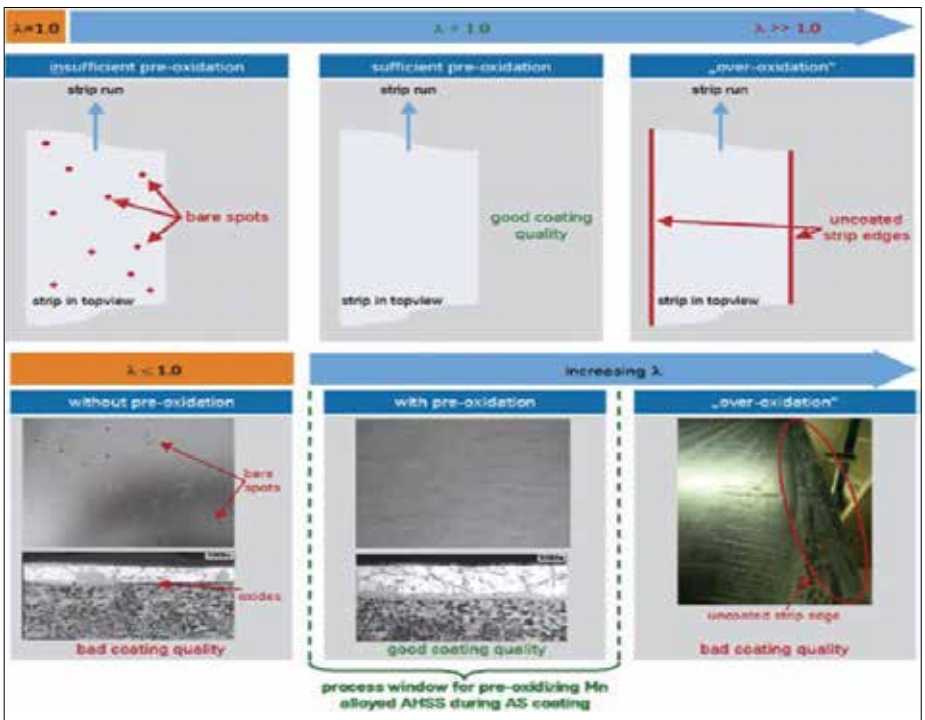 λ=1.0
λ > 1.0
λ >> 1.0
insufficient pre-oxidation
sufficient pre-oxidation
„over-oxidation“
strip run
bare spots
strip in topview
good coating
quality
strip in topview
strip run
uncoated
strip edges
strip in topview
λ < 1.0
increasing λ
without pre-oxidation
with pre-oxidation
„over-oxidation“
bare
spots
oxides
bad coating quality
good coating quality
uncoated strip edge
bad coating quality
process window for pre-oxidizing Mn
alloyed AHSS during AS coating